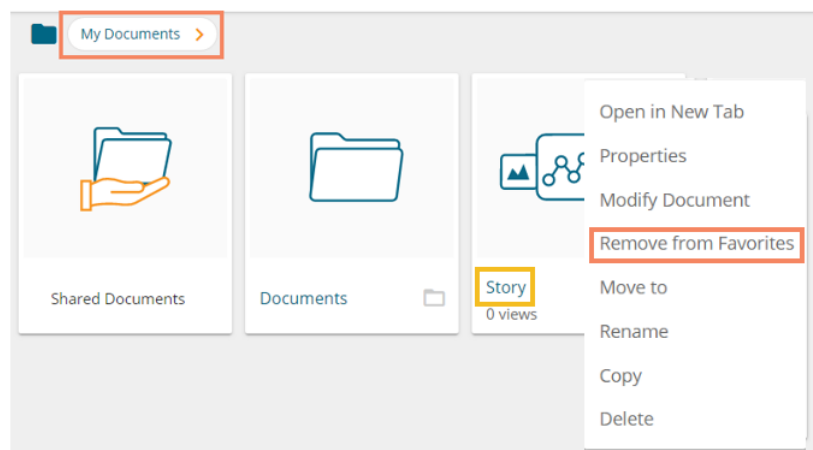 My Documents
Shared Documents
Documents
Story
0 views
Open in New Tab
Properties
Modify Document
Remove from Favorites
Move to
Rename
Copy
Delete